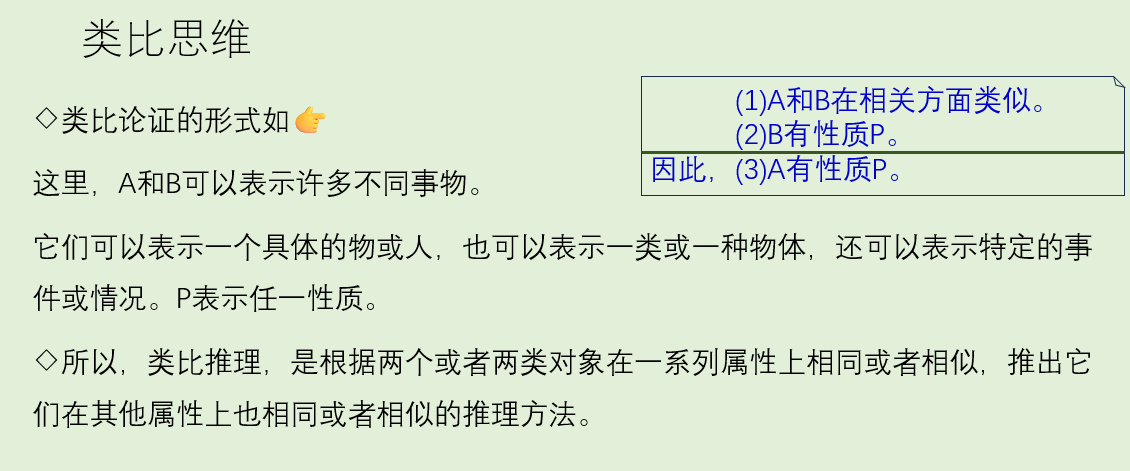 类比思维
◇类比论证的形式如👉
(1)A和B在相关方面类似。
(2)B有性质P。
因此，(3)A有性质P。
这里，A和B可以表示许多不同事物。
它们可以表示一个具体的物或人，也可以表示一类或一种物体，还可以表示特定的事
件或情况。P表示任一性质。
◇所以，类比推理，是根据两个或者两类对象在一系列属性上相同或者相似，推出它
们在其他属性上也相同或者相似的推理方法。